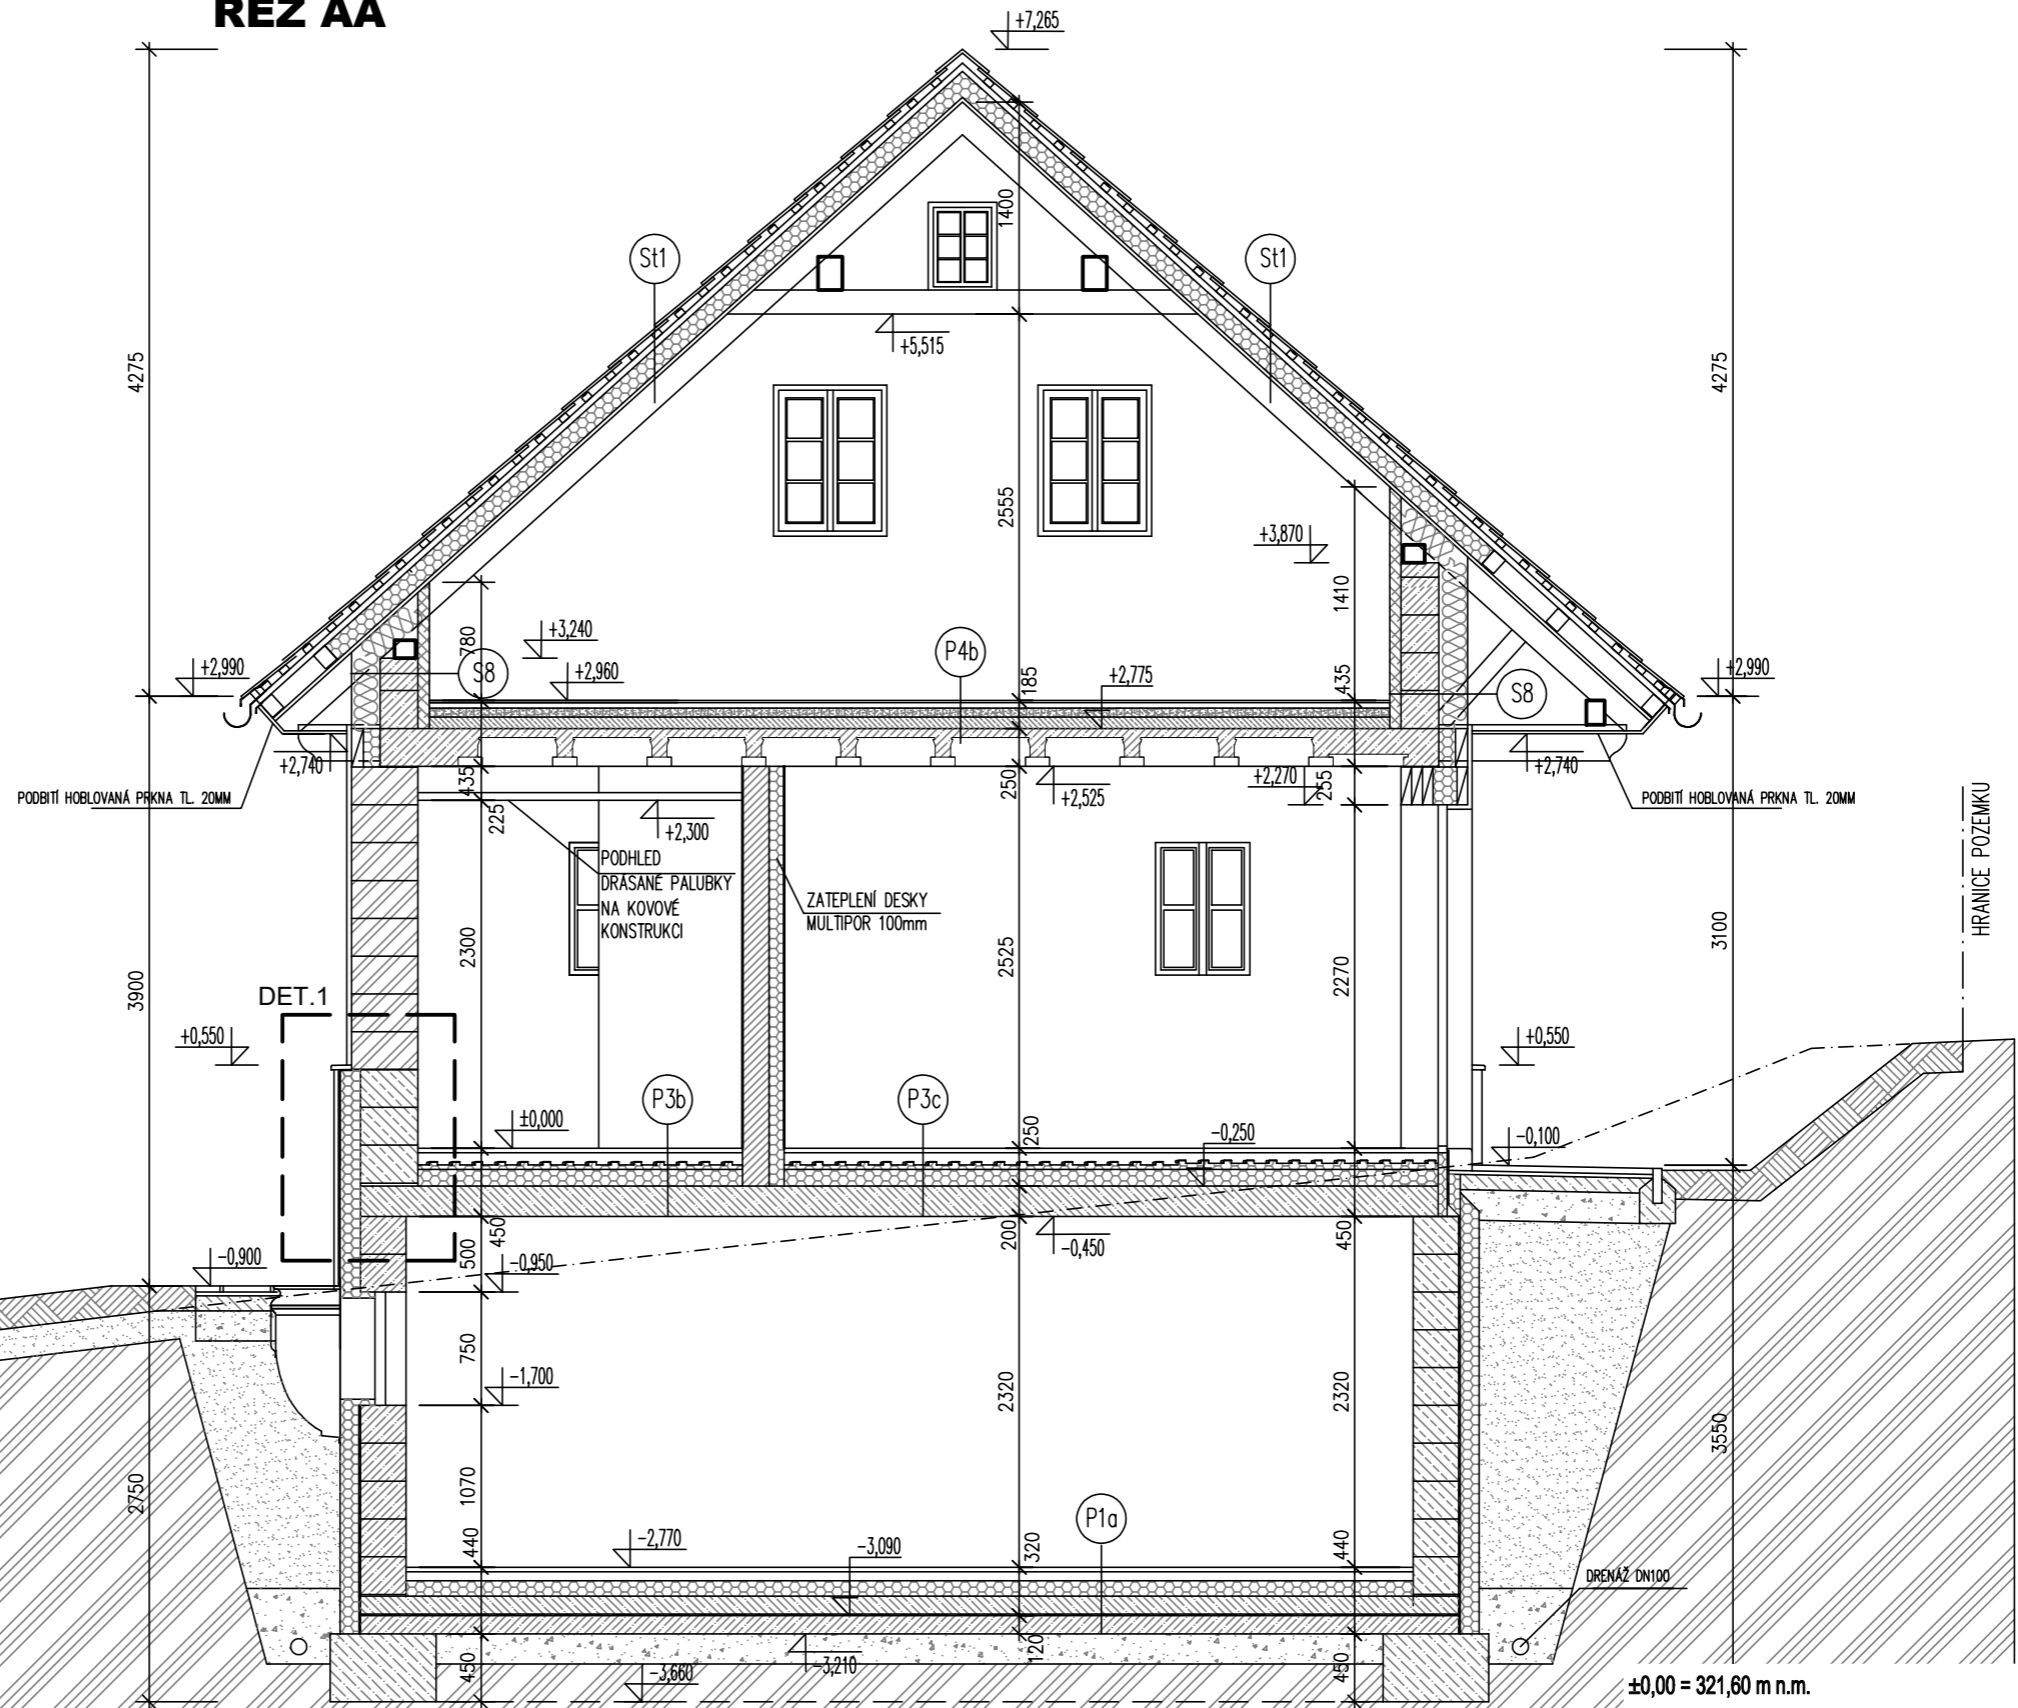 ŘEZ AA
+7,265
1400
St1
St1
+5,515
4275
4275
2555
+3,870
1410
780
+3,240
S8
+2,960
P4b
185
+2,775
435
S8
+2,990
+2,990
+2,740
+2,740
435
250
+2,525
+2,270
255
PODBITÍ HOBLOVANÁ PRKNA TL. 20MM
PODBITÍ HOBLOVANÁ PRKNA TL. 20MM
225
+2,300
PODHLED
DRÁSANÉ PALUBKY
NA KOVOVÉ
KONSTRUKCI
ZATEPLENÍ DESKY
MULTIPOR 100mm
HRANICE POZEMKU
2300
2525
2270
3100
3900
DET.1
+0,550
+0,550
P3b
P3c
±0,000
250
-0,250
-0,100
450
500
200
-0,450
450
-0,900
-0,950
750
-1,700
2320
2320
3550
2750
1070
440
-2,770
320
-3,090
P1a
440
DRENÁŽ DN100
450
-3,660
-3,210
120
450
±0,00 = 321,60 m n.m.